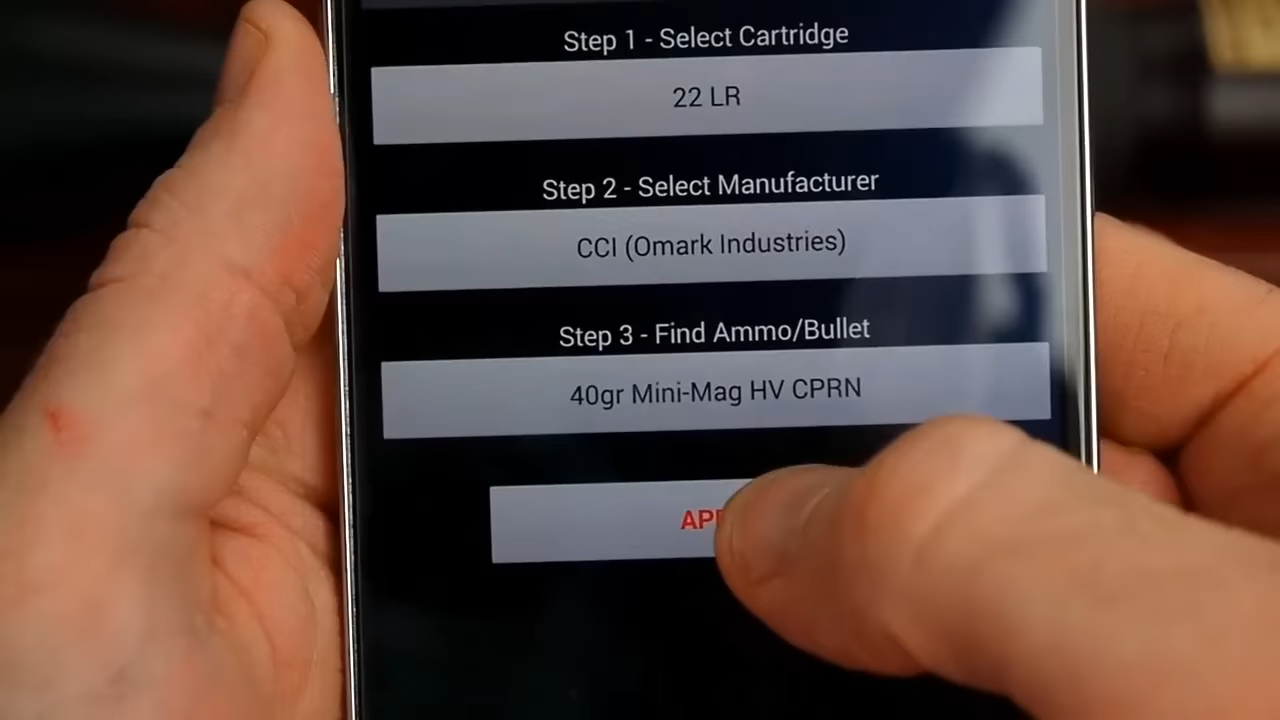 Step 1 - Select Cartridge
22 LR
Step 2 - Select Manufacturer
CCI (Omark Industries)
Step 3 - Find Ammo/Bullet
40gr Mini-Mag HV CPRN